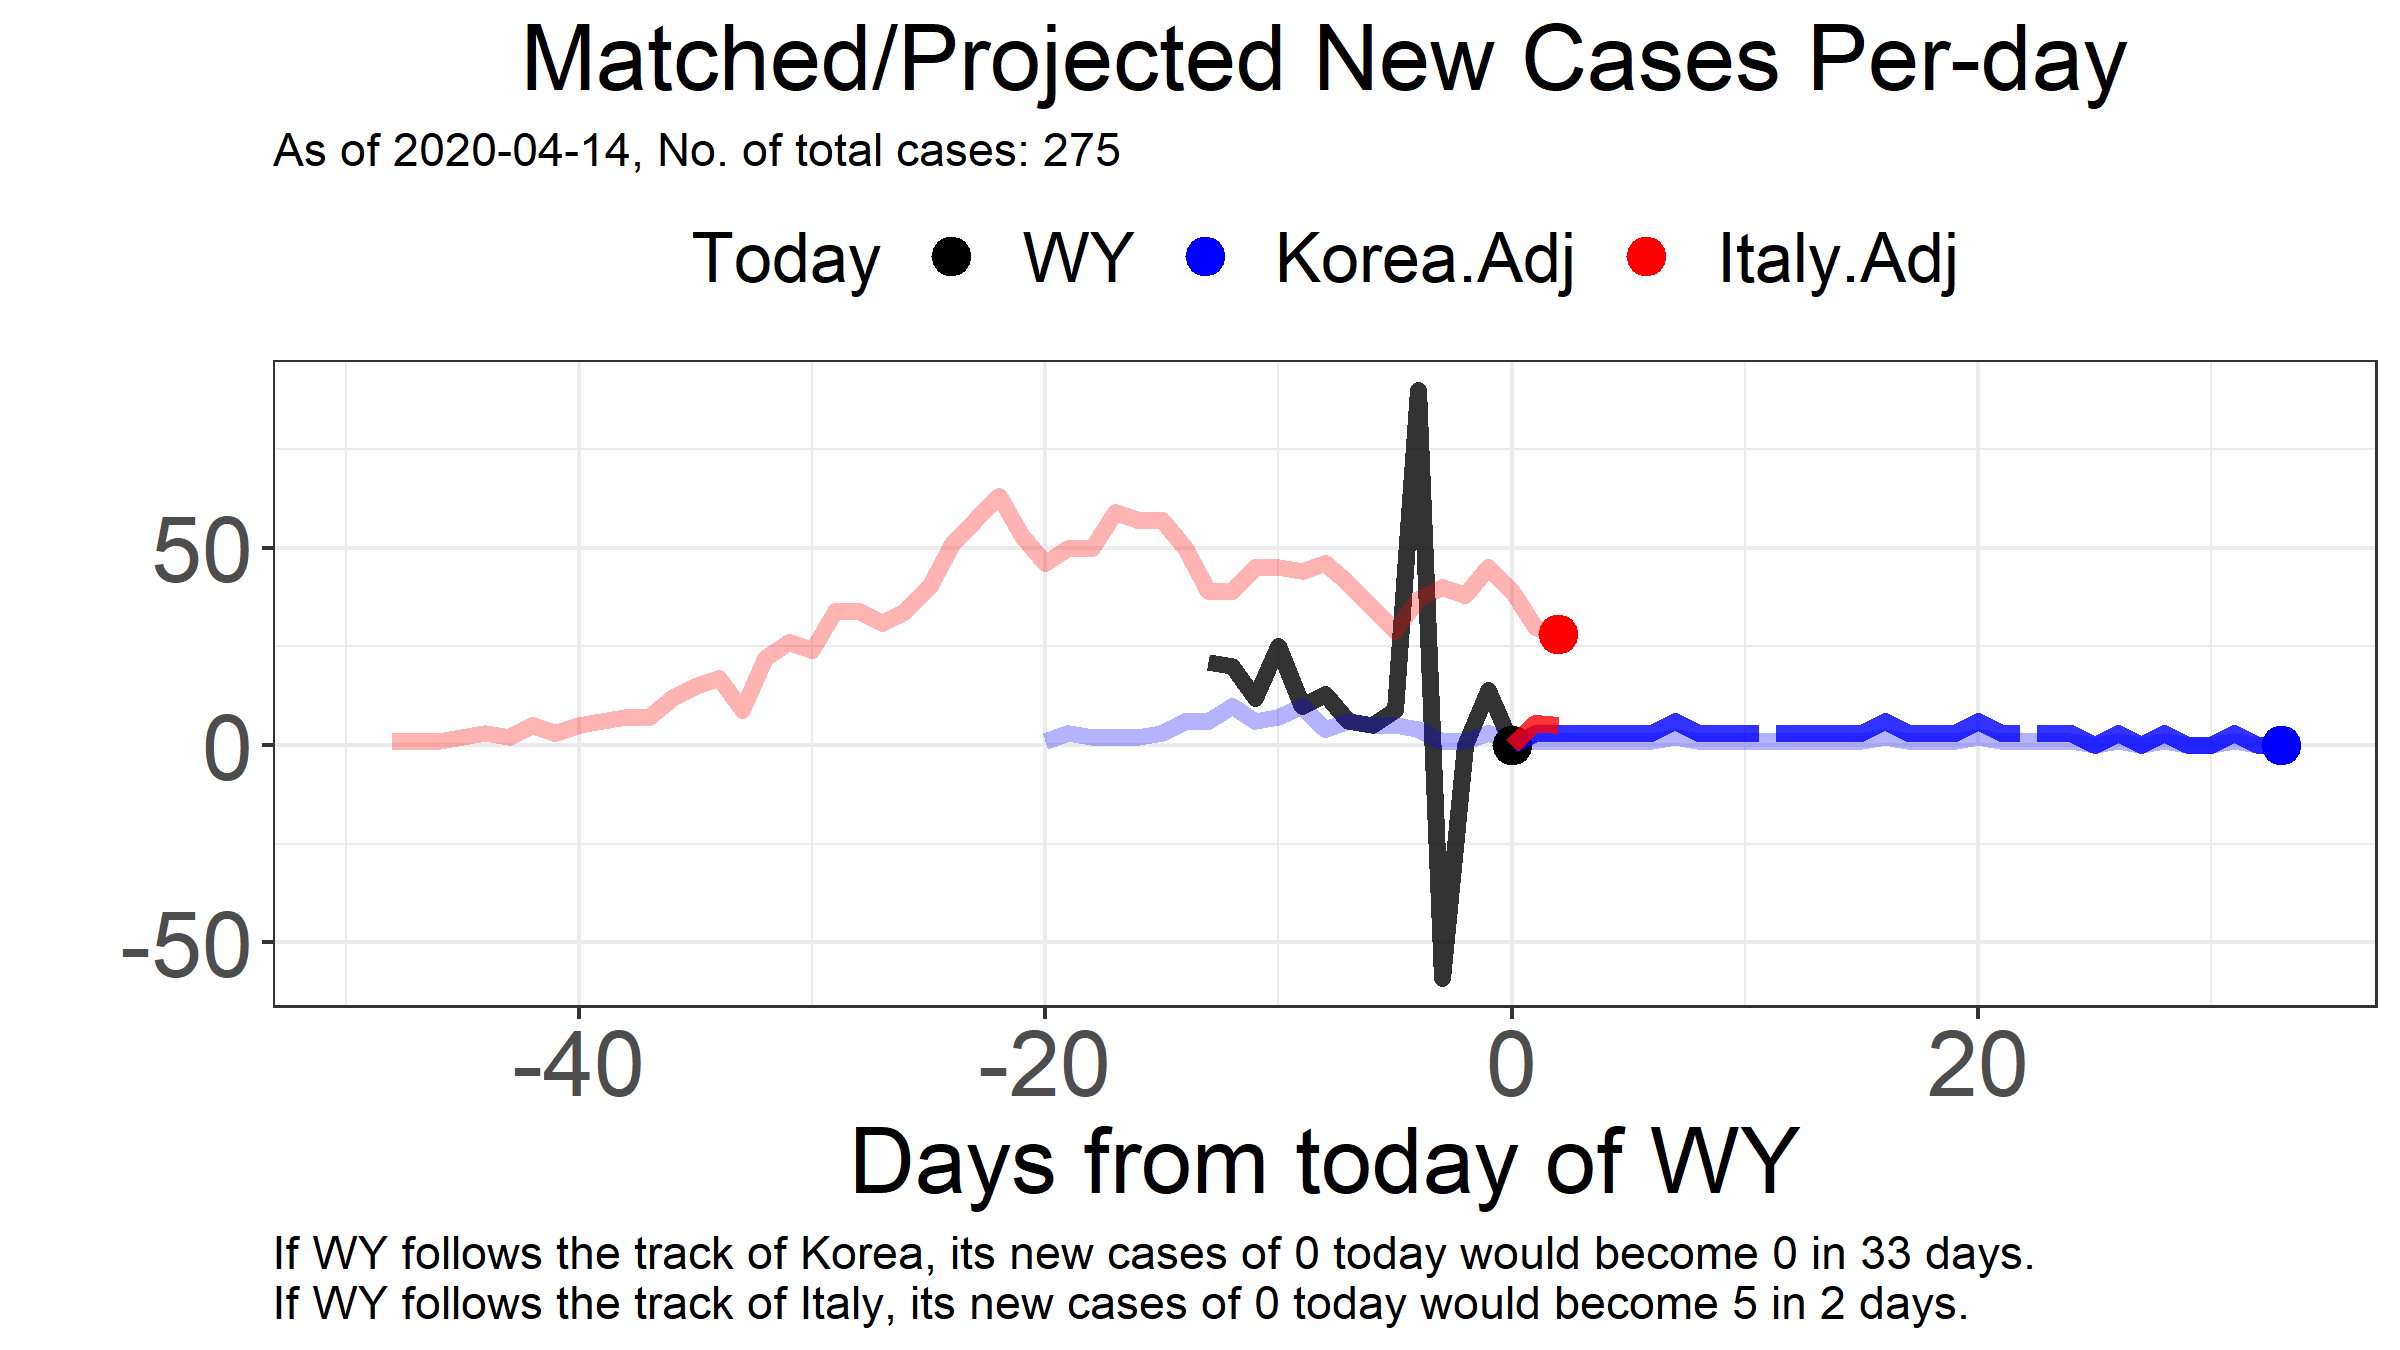 Matched/Projected New Cases Per-day
As of 2020-04-14, No. of total cases: 275
Today WY Korea.Adj Italy.Adj
50
0
-50
-40 -20 0 20
Days from today of WY
If WY follows the track of Korea, its new cases of 0 today would become 0 in 33 days.
If WY follows the track of Italy, its new cases of 0 today would become 5 in 2 days.